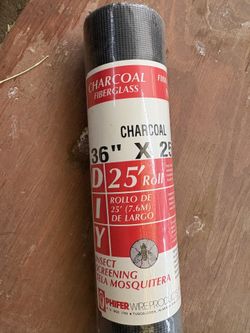 CHARCOAL
FIBERGLASS
CHARCOAL
36" X 25
DIY
25' Roll
ROLLO DE
25' (7.6M)
DE LARGO
INSECT
SCREENING
TELA MOSQUITERA
PHIFER WIRE PRODUCTS